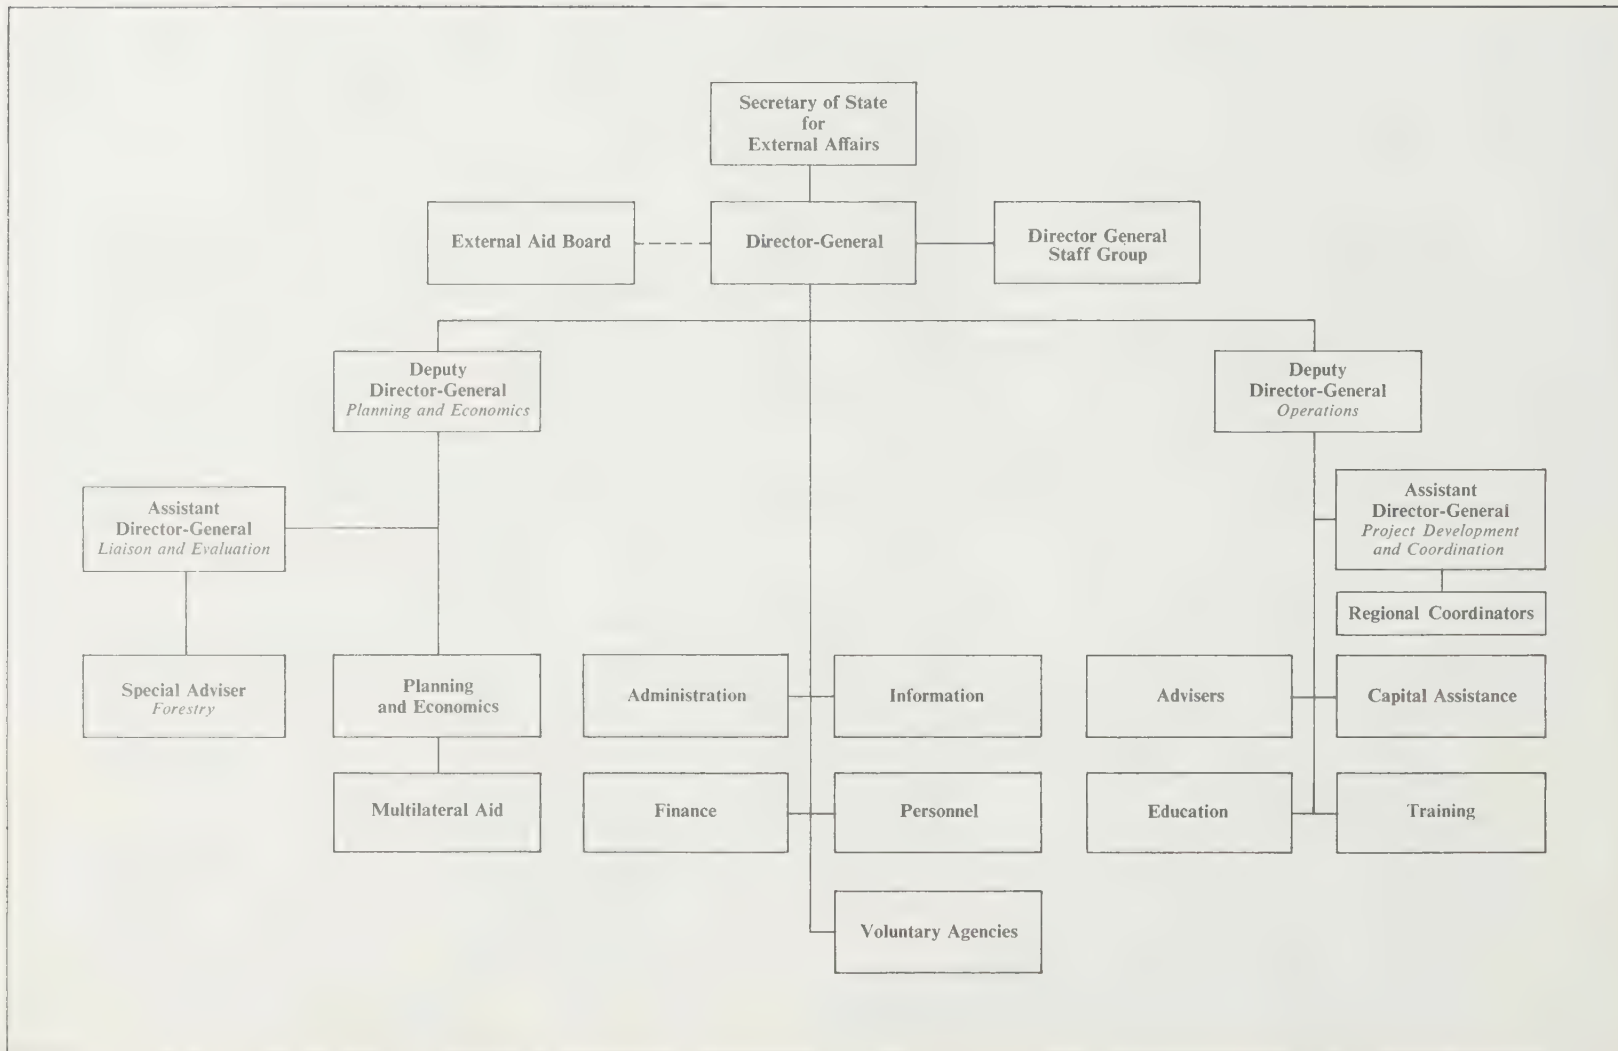 Secretary of State
for
External Affairs
External Aid Board
Director-General
Director General
Staff Group
Deputy
Director-General
Planning and Economics
Deputy
Director-General
Operations
Assistant
Director-General
Liaison and Evaluation
Assistant
Director-General
Project Development
and Coordination
Regional Coordinators
Special Adviser
Forestry
Planning
and Economics
Administration
Information
Advisers
Capital Assistance
Multilateral Aid
Finance
Personnel
Education
Training
Voluntary Agencies